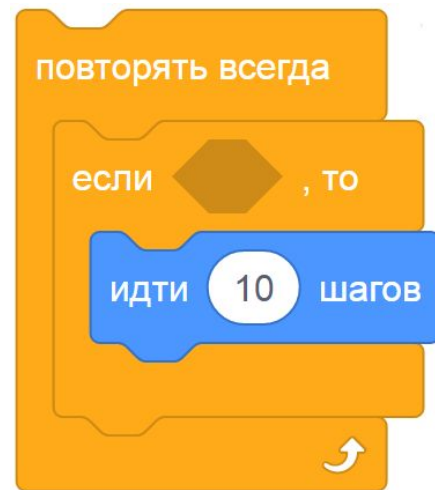 повторять всегда
если , то
идти 10 шагов